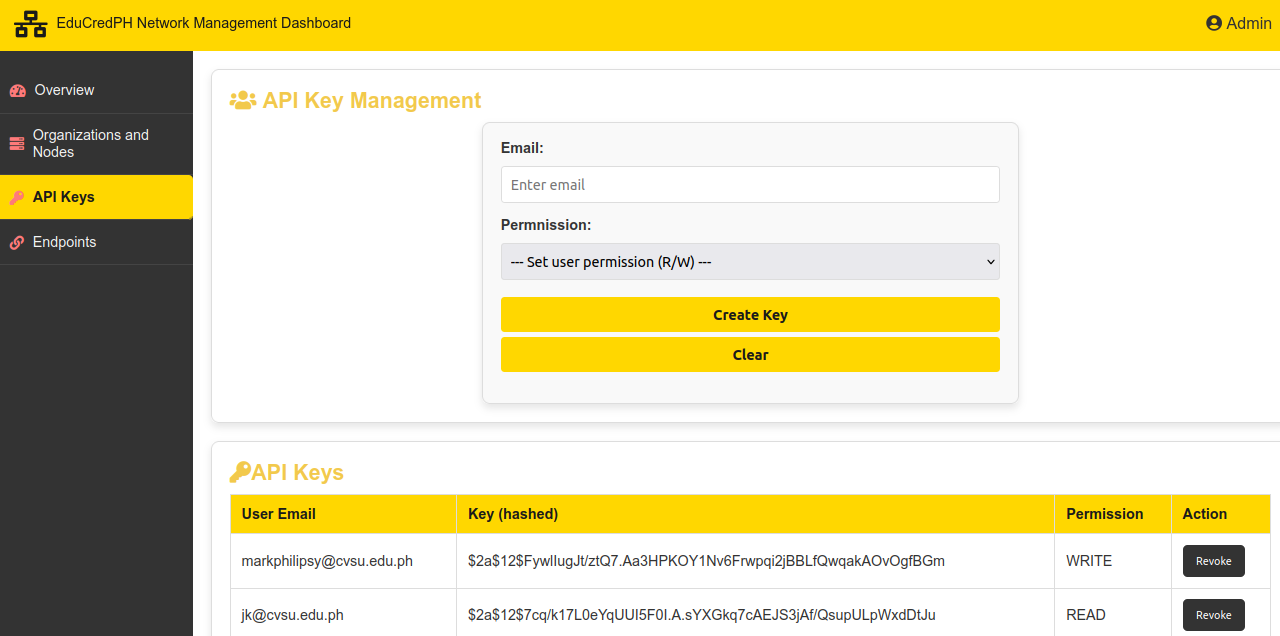 EduCredPH Network Management Dashboard
Admin
Overview
Organizations and
Nodes
API Keys
Endpoints
API Key Management
Email:
Enter email
Permnission:
--- Set user permission (R/W) ---
Create Key
Clear
API Keys
User Email Key (hashed) Permission Action
markphilipsy@cvsu.edu.ph $2a$12$FywlIugJt/ztQ7.Aa3HPKOY1Nv6Frwpqi2jBBLfQwqakAOvOgfBGm WRITE Revoke
jk@cvsu.edu.ph $2a$12$7cq/k17L0eYqUUI5F0I.A.sYXGkq7cAEJS3jAf/QsupULpWxdDtJu READ Revoke